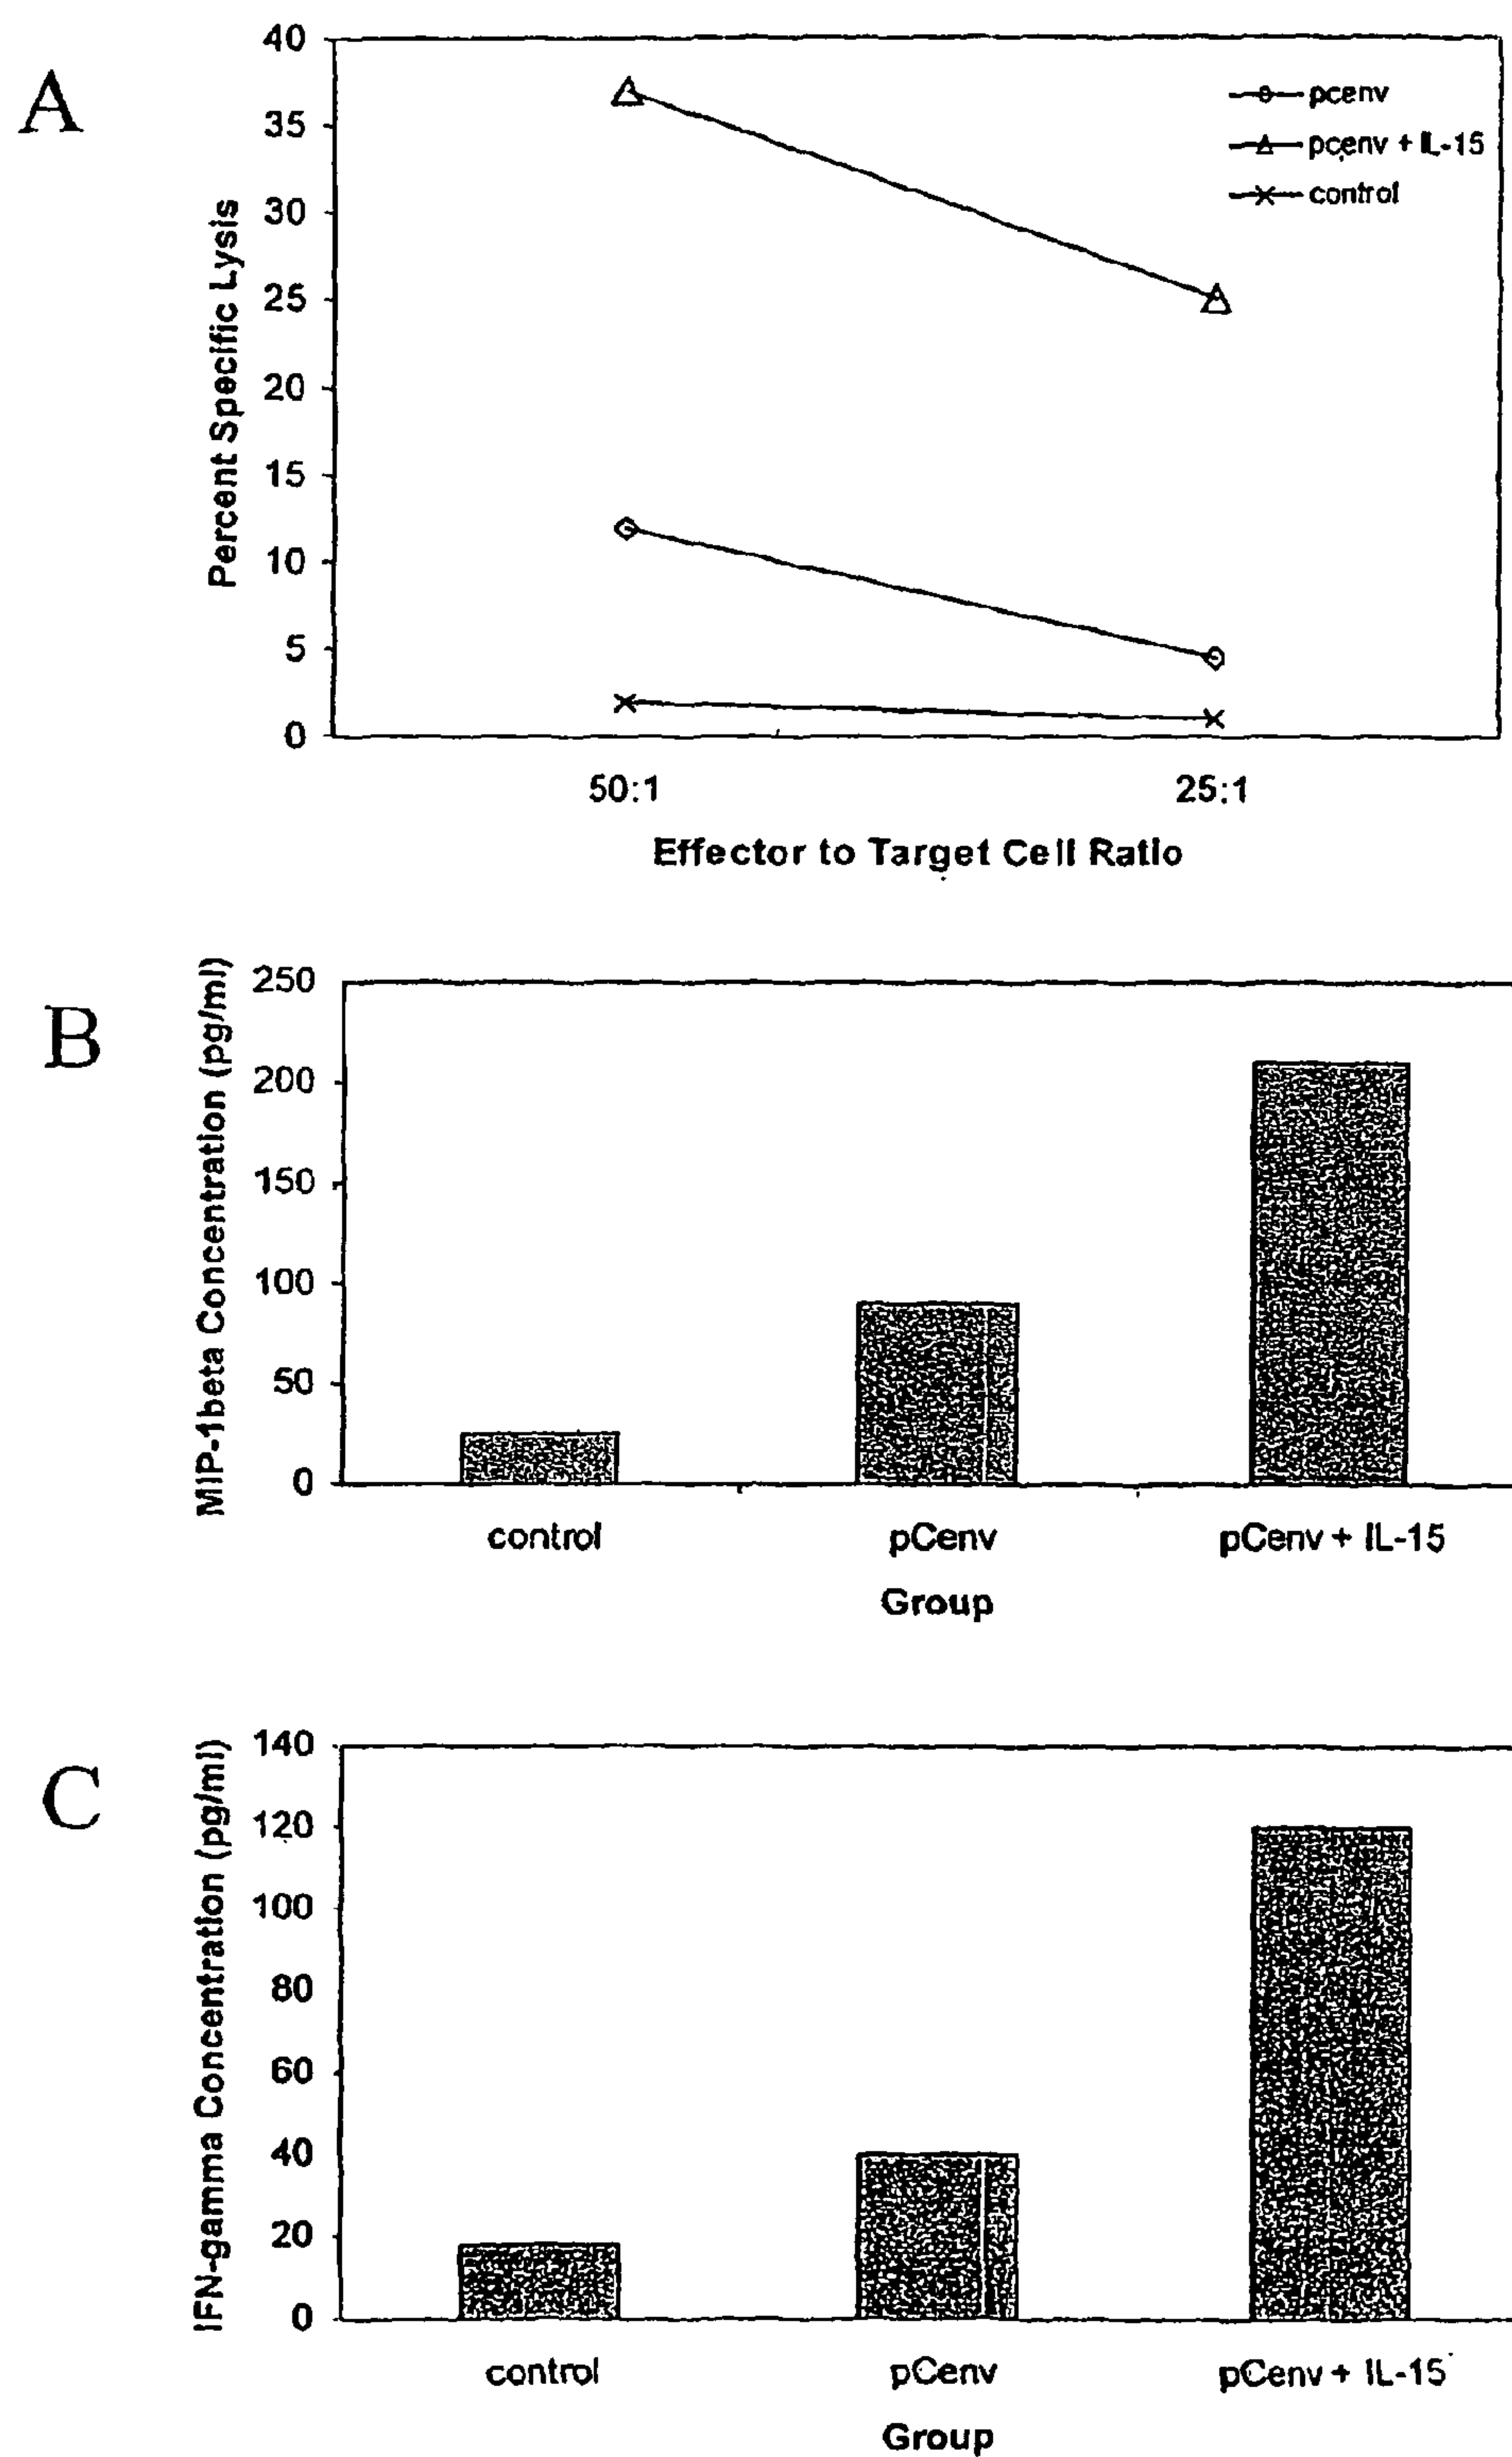 A
Percent Specific Lysis
40
35
30
25
20
15
10
5
0
pcenv
pcenv + IL-15
control
50:1
25:1
Effector to Target Cell Ratio
B
MIP-1beta Concentration (pg/ml)
250
200
150
100
50
0
control
pCenv
pCenv + IL-15
Group
C
IFN-gamma Concentration (pg/ml)
140
120
100
80
60
40
20
0
control
pCenv
pCenv + IL-15
Group